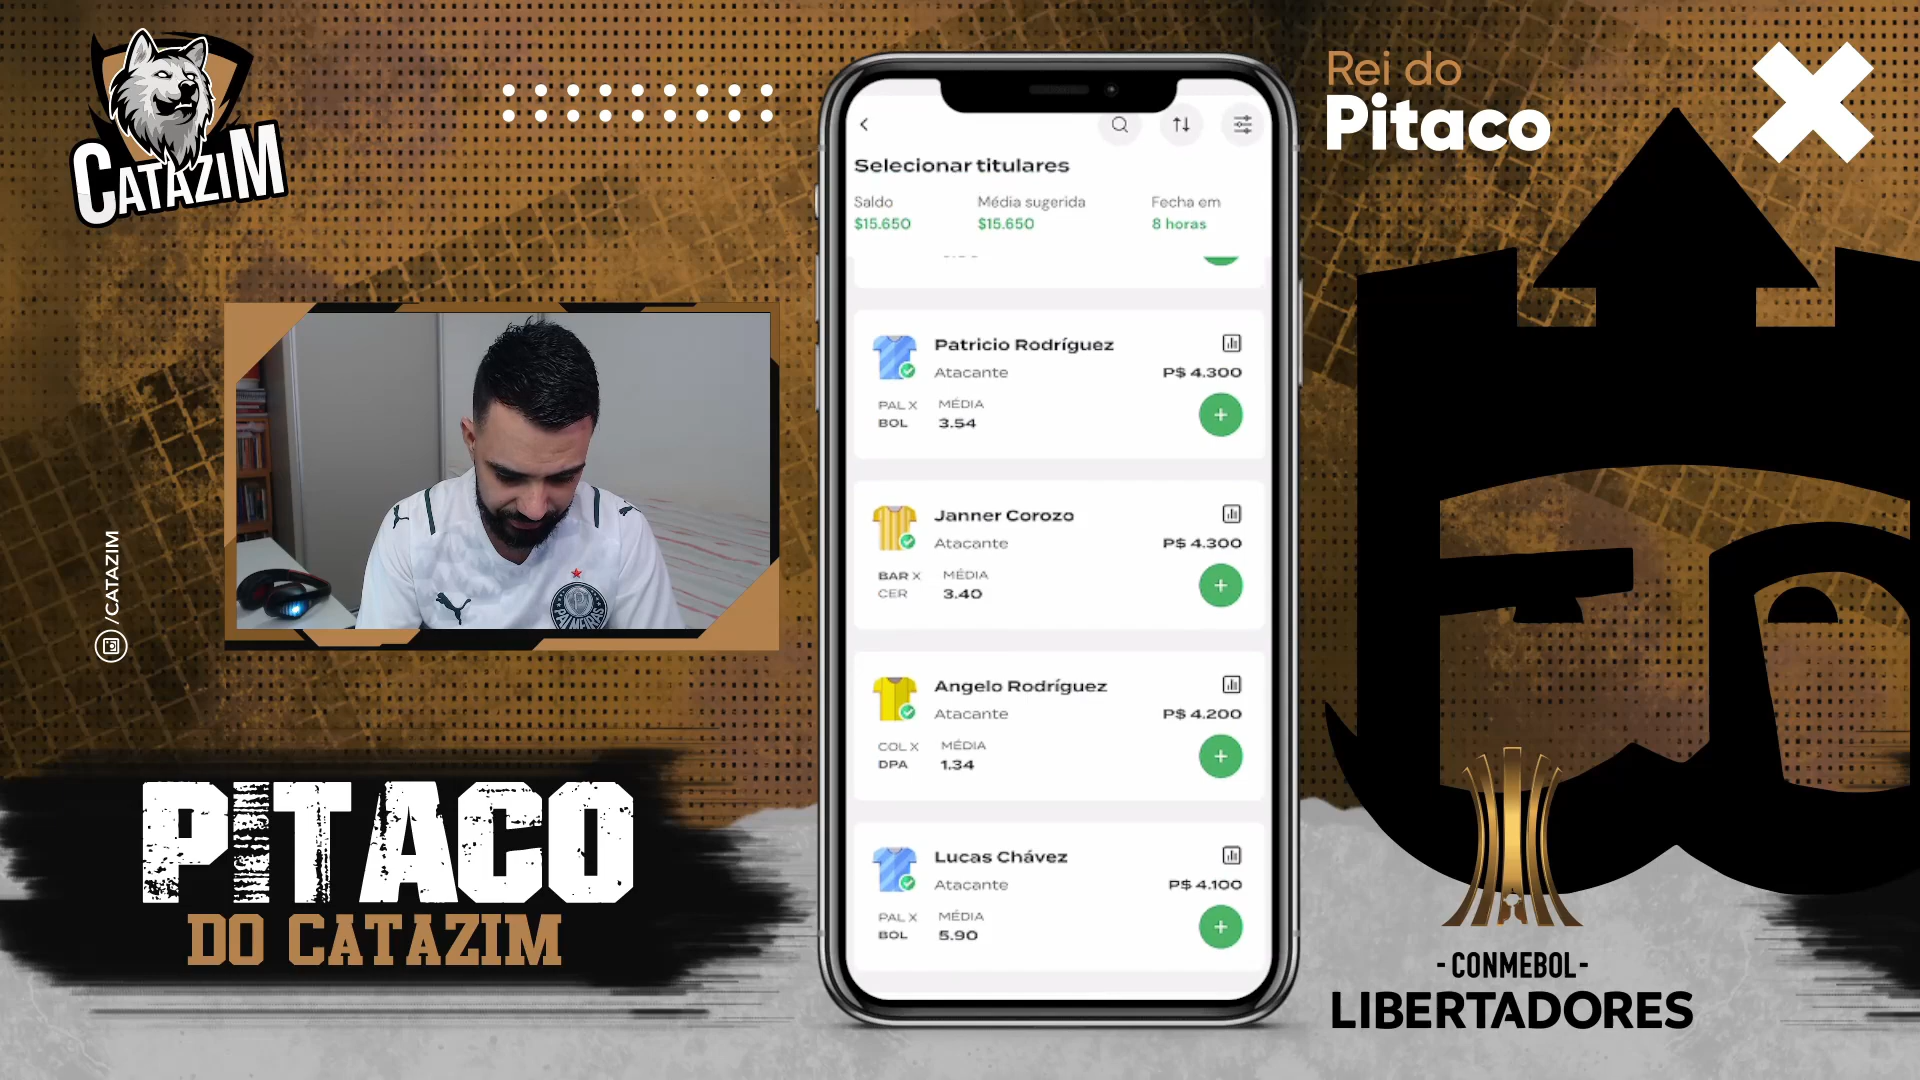 CATAZIM
/CATAZIM
PITACO
DO CATAZIM
Selecionar titulares
Saldo
Média sugerida
Fecha em
$15.650
$15.650
8 horas
Patricio Rodríguez
Atacante
P$ 4.300
PAL X
BOL
MÉDIA
3.54
Janner Corozo
Atacante
P$ 4.300
BAR X
CER
MÉDIA
3.40
Angelo Rodríguez
Atacante
P$ 4.200
COL X
DPA
MÉDIA
1.34
Lucas Chávez
Atacante
P$ 4.100
PAL X
BOL
MÉDIA
5.90
Rei do
Pitaco
PALMEIRAS
-CONMEBOL-
LIBERTADORES